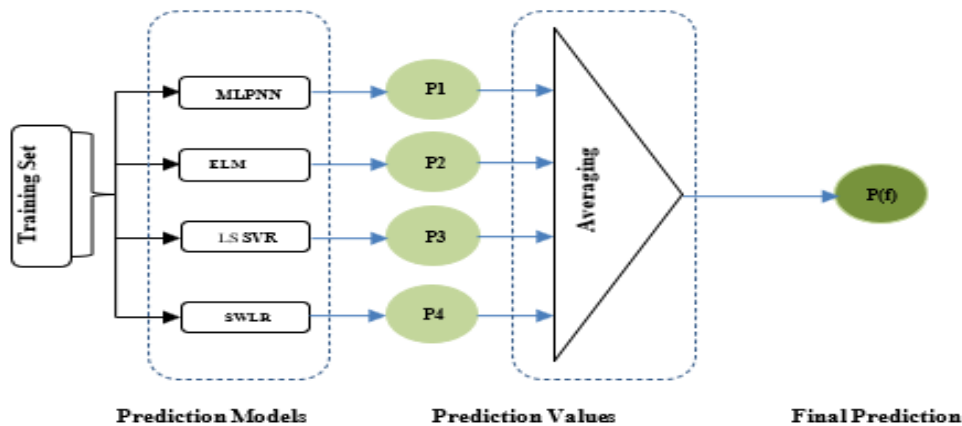 Training Set
MLPNN
ELM
LS SVR
SWLR
P1
P2
P3
P4
Averaging
P(f)
Prediction Models
Prediction Values
Final Prediction